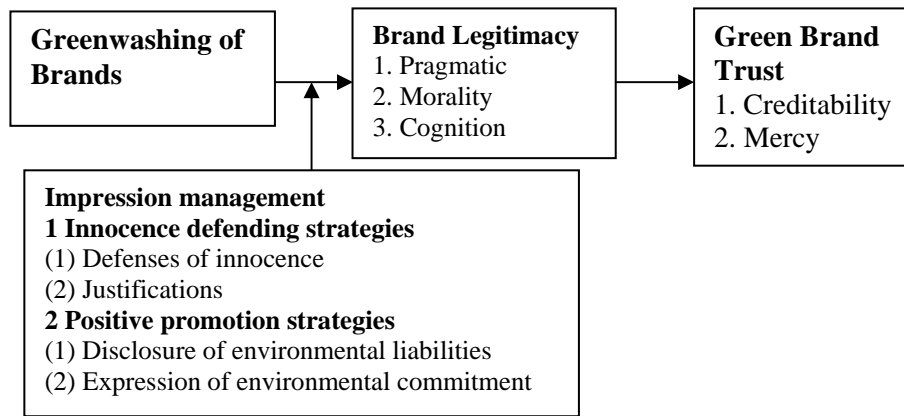 Greenwashing of
Brands
Brand Legitimacy
1. Pragmatic
2. Morality
3. Cognition
Green Brand
Trust
1. Creditability
2. Mercy
Impression management
1 Innocence defending strategies
(1) Defenses of innocence
(2) Justifications
2 Positive promotion strategies
(1) Disclosure of environmental liabilities
(2) Expression of environmental commitment